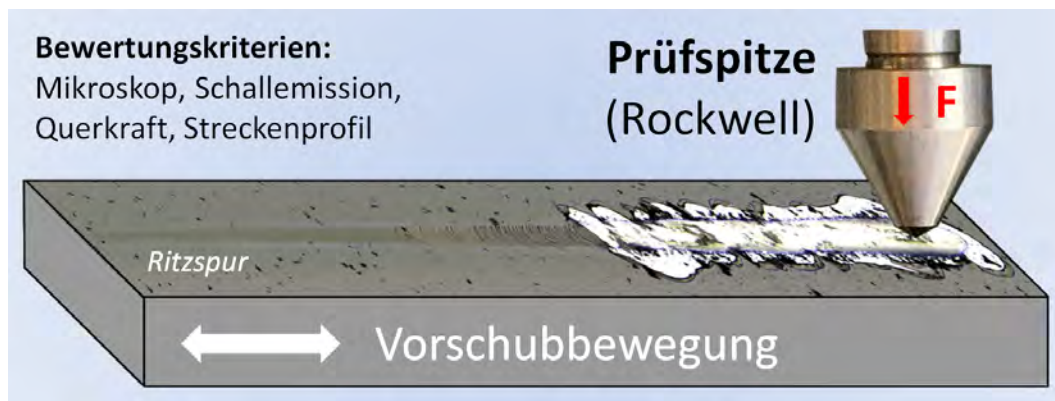 Bewertungskriterien:
Mikroskop, Schallemission,
Querkraft, Streckenprofil
Prüfspitze
(Rockwell)
F
Ritzspur
Vorschubbewegung